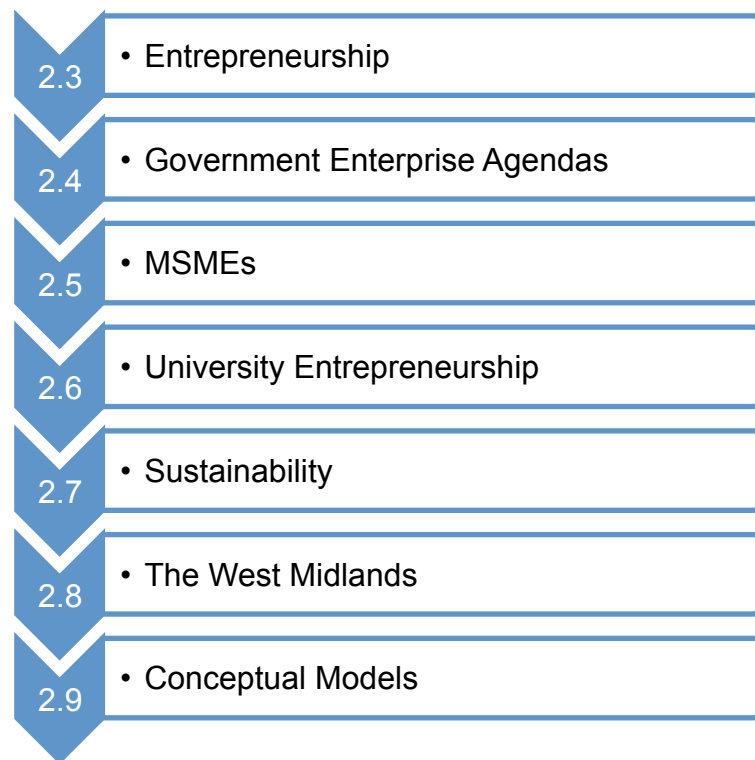 2.3 • Entrepreneurship
2.4 • Government Enterprise Agendas
2.5 • MSMEs
2.6 • University Entrepreneurship
2.7 • Sustainability
2.8 • The West Midlands
2.9 • Conceptual Models